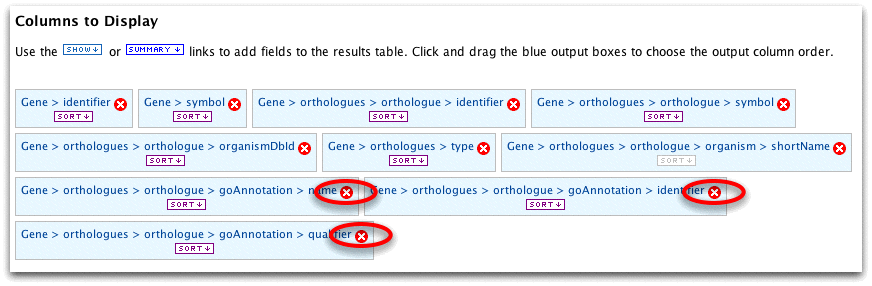 Columns to Display
Use the SHOW↓ or SUMMARY↓ links to add fields to the results table. Click and drag the blue output boxes to choose the output column order.
Gene > identifier Gene > symbol Gene > orthologues > orthologue > identifier Gene > orthologues > orthologue > symbol
SORT↓ SORT↓ SORT↓ SORT↓
Gene > orthologues > orthologue > organismDbId Gene > orthologues > type Gene > orthologues > orthologue > organism > shortName
SORT↓ SORT↓ SORT↓
Gene > orthologues > orthologue > goAnnotation > name Gene > orthologues > orthologue > goAnnotation > identifier
SORT↓ SORT↓
Gene > orthologues > orthologue > goAnnotation > qualifier
SORT↓